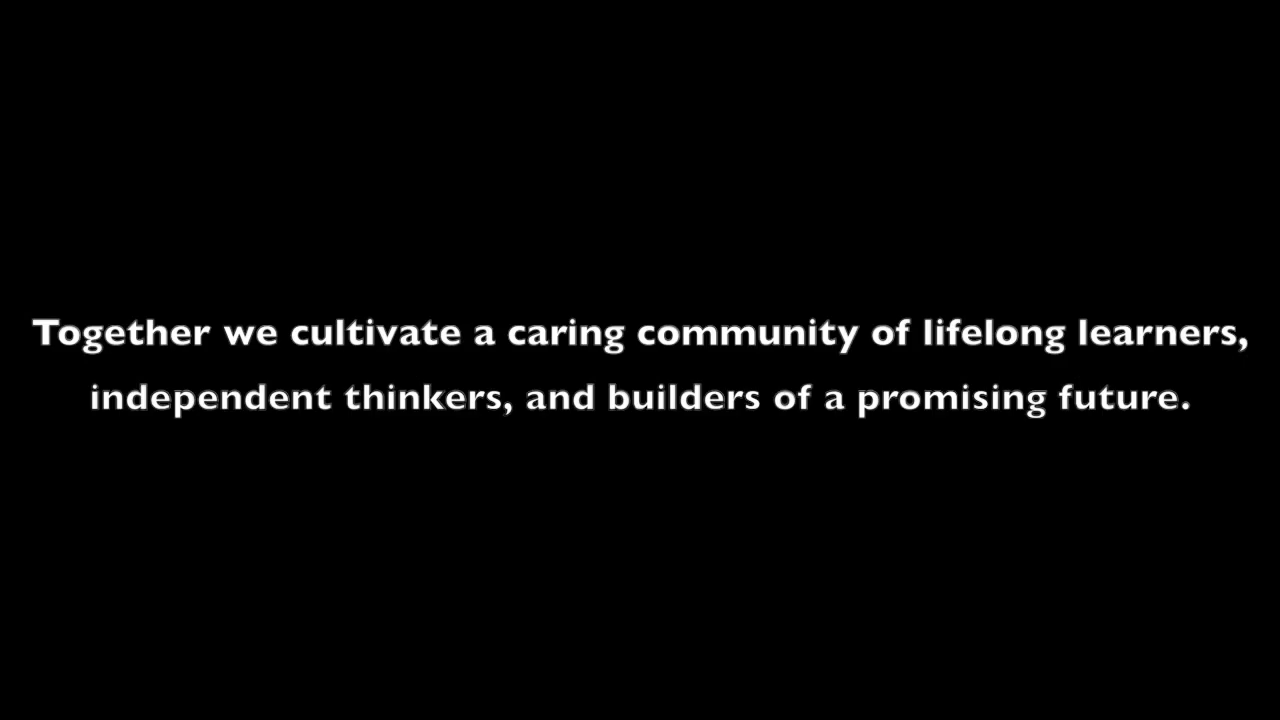 Together we cultivate a caring community of lifelong learners,
independent thinkers, and builders of a promising future.